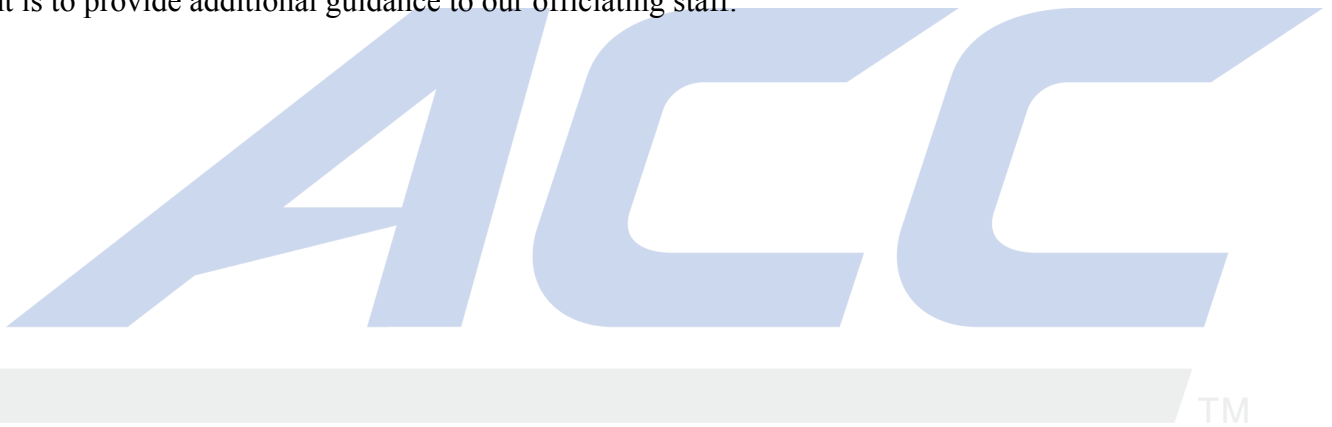 it is to provide additional guidance to our officiating staff.
ACC
TM